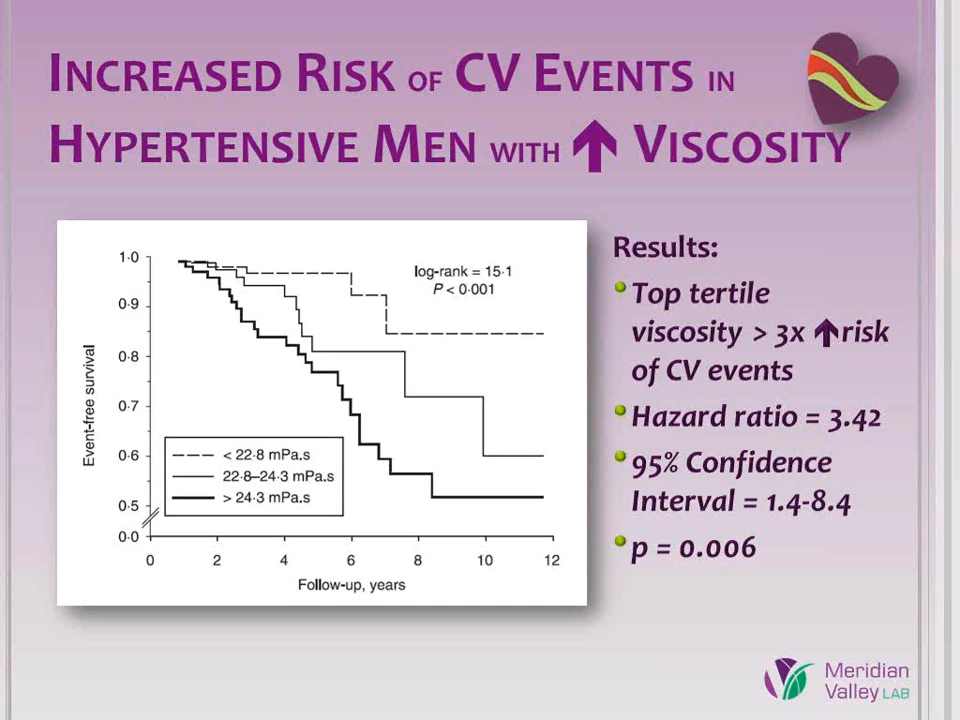 INCREASED RISK OF CV EVENTS IN
HYPERTENSIVE MEN WITH ↑ VISCOSITY
1·0
0·9
0·8
0·7
0·6
0·5
0·0
Event-free survival
log-rank = 15·1
P < 0·001
< 22·8 mPa.s
22·8–24·3 mPa.s
> 24·3 mPa.s
0 2 4 6 8 10 12
Follow-up, years
Results:
Top tertile
viscosity > 3x ↑risk
of CV events
Hazard ratio = 3.42
95% Confidence
Interval = 1.4-8.4
p = 0.006
Meridian
Valley LAB